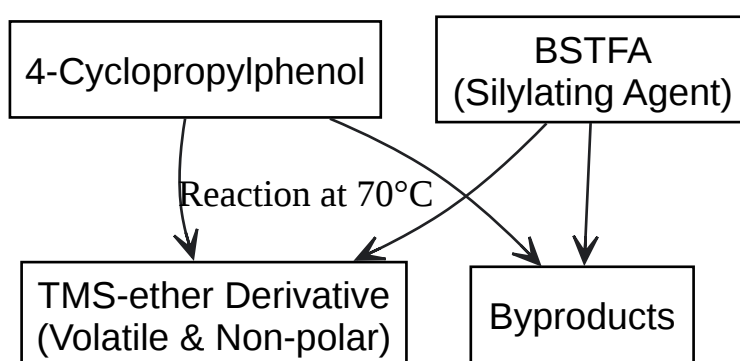 4-Cyclopropylphenol
BSTFA
(Silylating Agent)
Reaction at 70°C
TMS-ether Derivative
(Volatile & Non-polar)
Byproducts